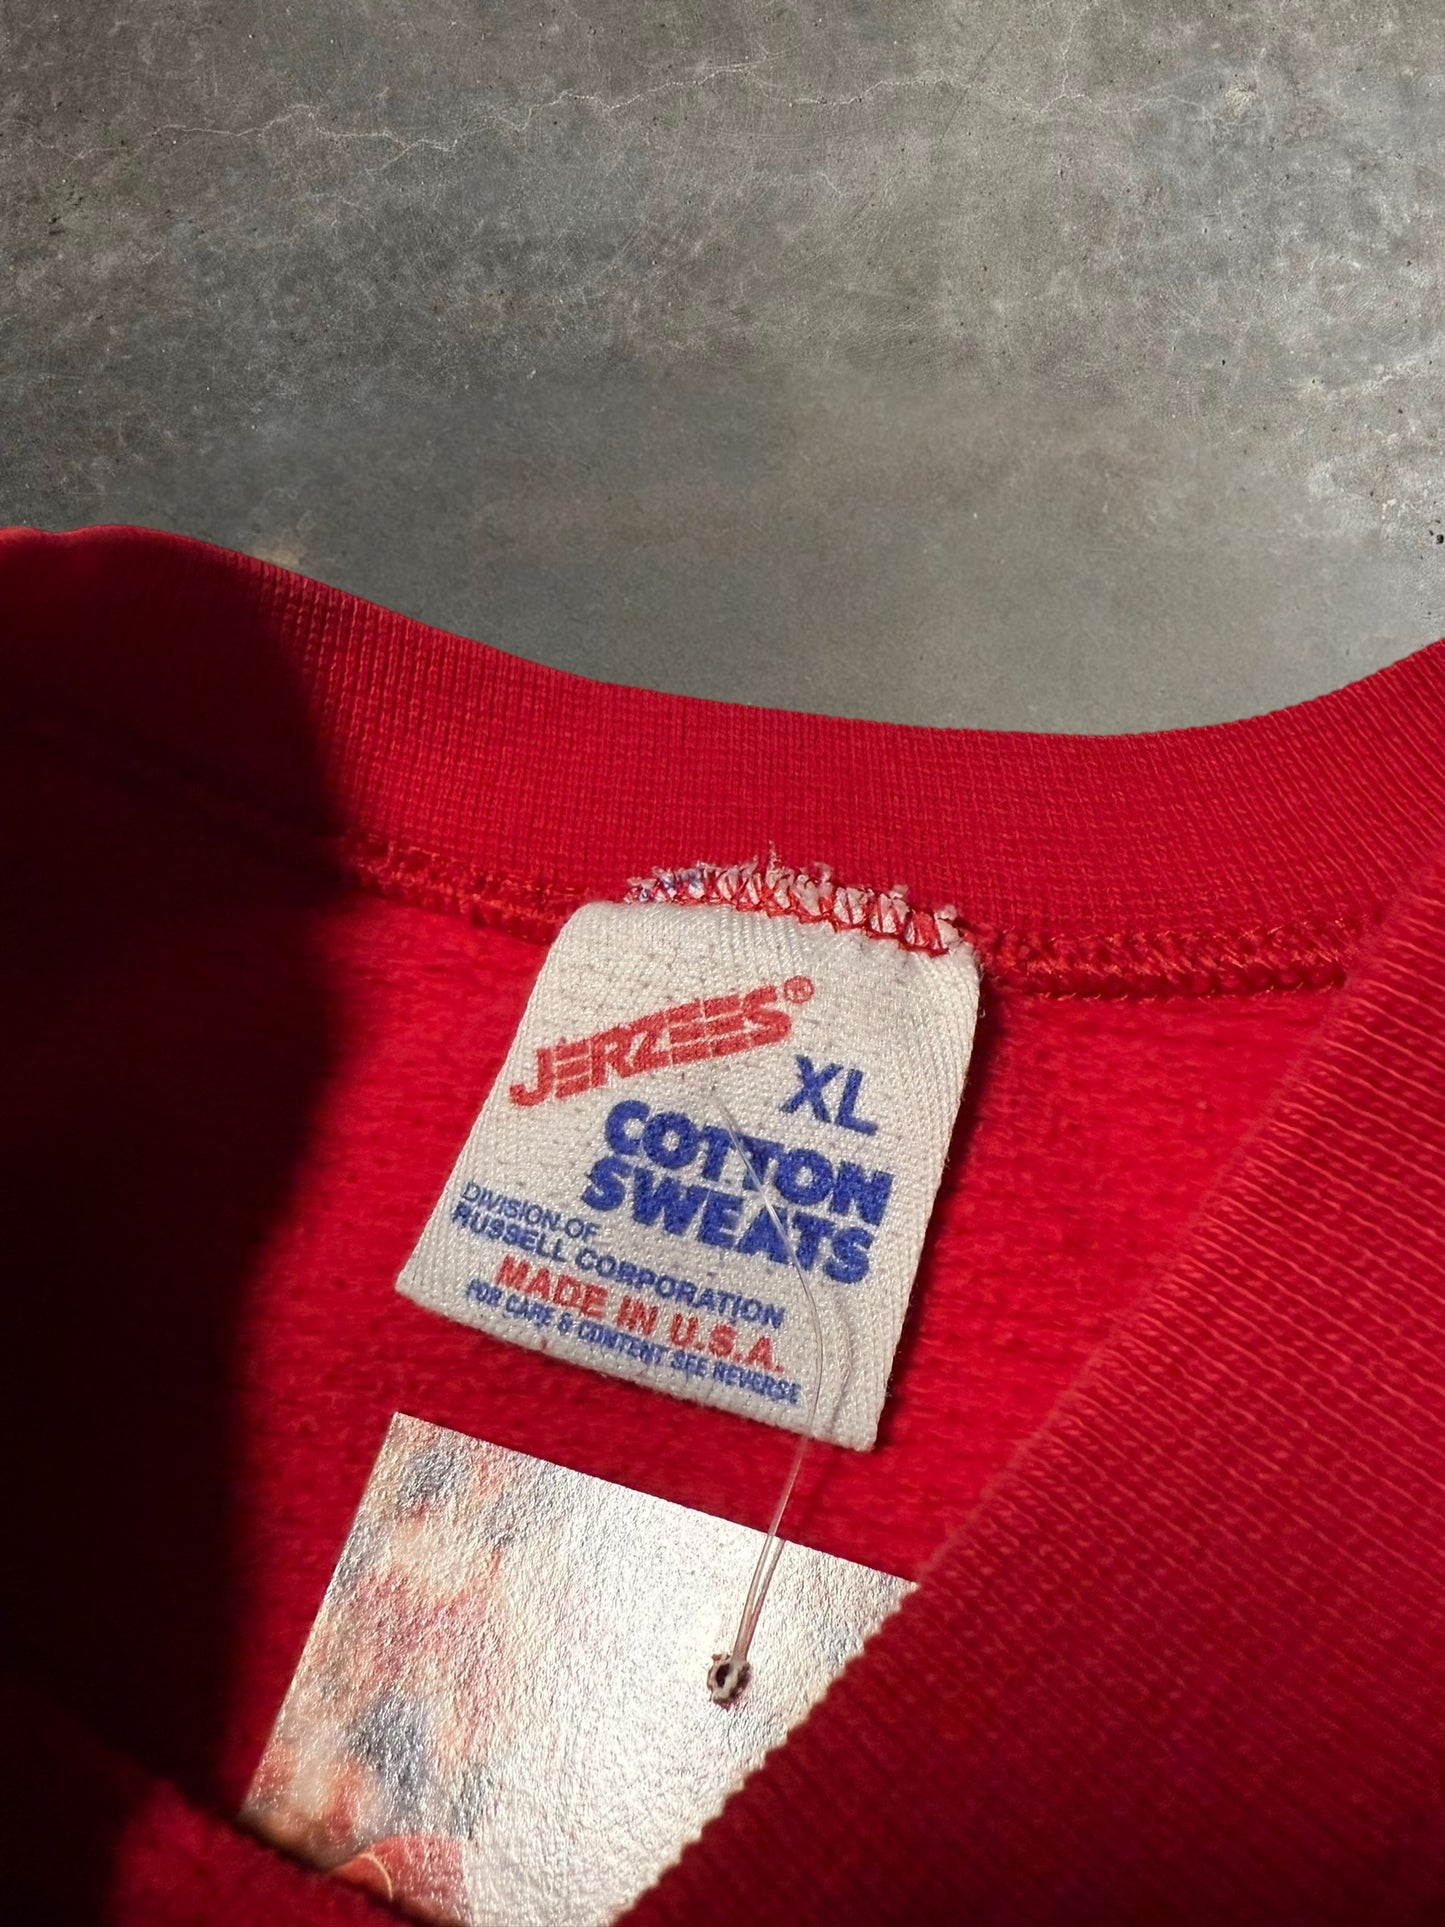 JERZEES®
XL
COTTON
SWEATS
DIVISION OF
RUSSELL CORPORATION
MADE IN U.S.A.
FOR CARE & CONTENT SEE REVERSE